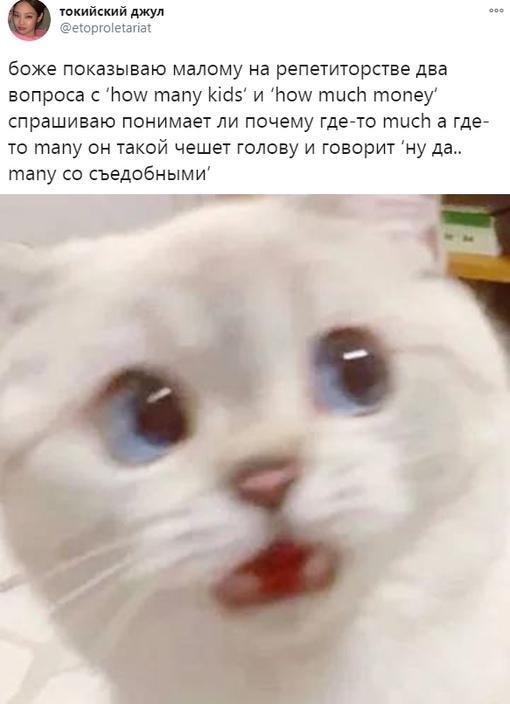 токийский джул
@etoproletariat
боже показываю малому на репетиторстве два
вопроса с ‘how many kids‘ и ‘how much money‘
спрашиваю понимает ли почему где-то much а где-
то many он такой чешет голову и говорит ‘ну да..
many со съедобными’